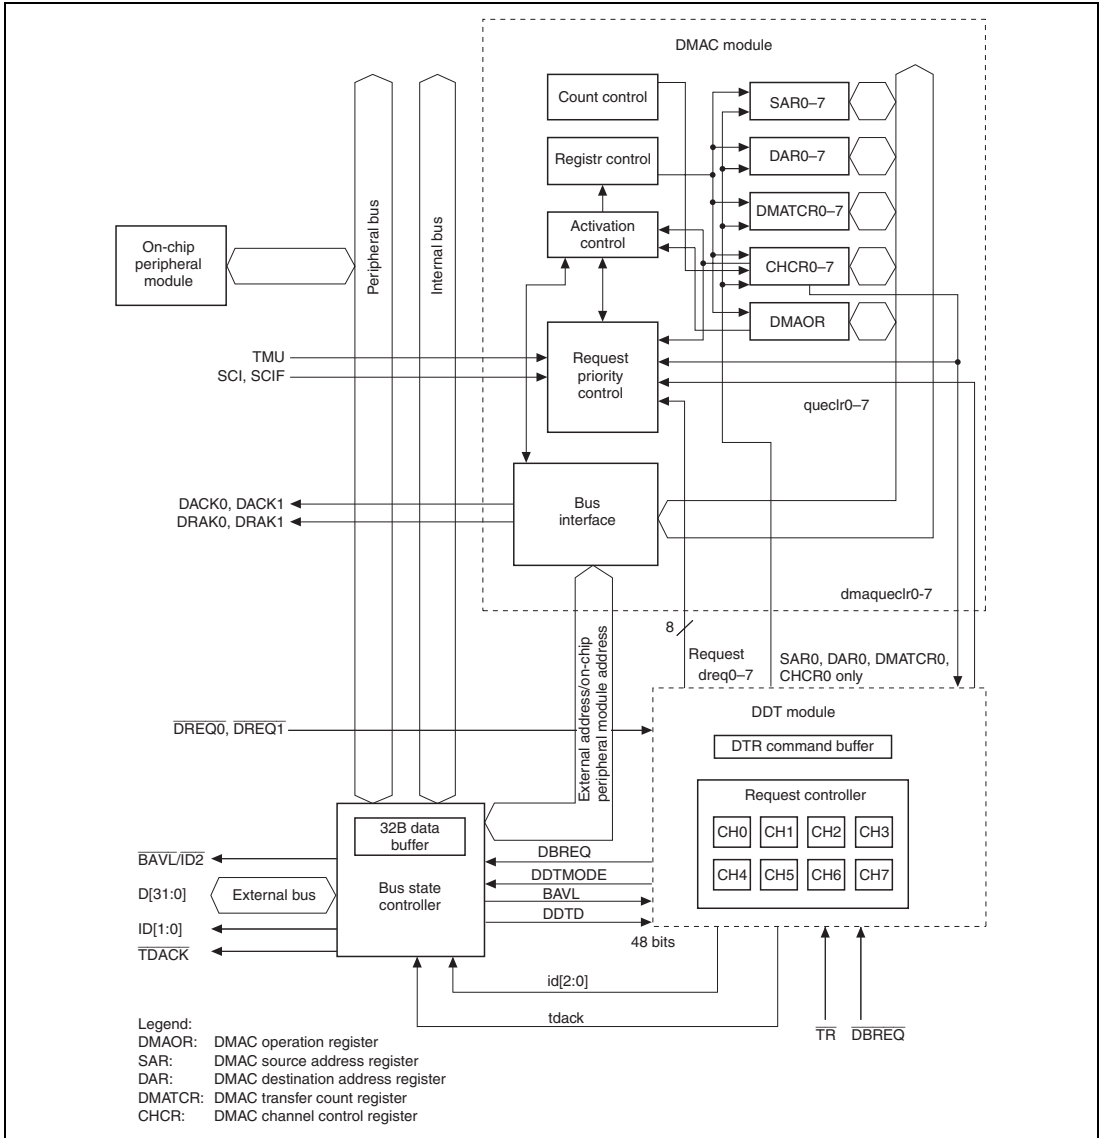 DMAC module
Count control
SAR0–7
Registr control
DAR0–7
DMATCR0–7
Activation
control
CHCR0–7
DMAOR
On-chip
peripheral
module
Peripheral bus
Internal bus
TMU
SCI, SCIF
Request
priority
control
queclr0–7
DACK0, DACK1
DRAK0, DRAK1
Bus
interface
dmaqueclr0-7
8
Request
dreq0–7
SAR0, DAR0, DMATCR0,
CHCR0 only
External address/on-chip
peripheral module address
DREQ0, DREQ1
DDT module
DTR command buffer
Request controller
CH0 CH1 CH2 CH3
CH4 CH5 CH6 CH7
32B data
buffer
Bus state
controller
BAVL/ID2
D[31:0]
External bus
ID[1:0]
TDACK
DBREQ
DDTMODE
BAVL
DDTD
48 bits
id[2:0]
tdack
TR DBREQ
Legend:
DMAOR: DMAC operation register
SAR: DMAC source address register
DAR: DMAC destination address register
DMATCR: DMAC transfer count register
CHCR: DMAC channel control register